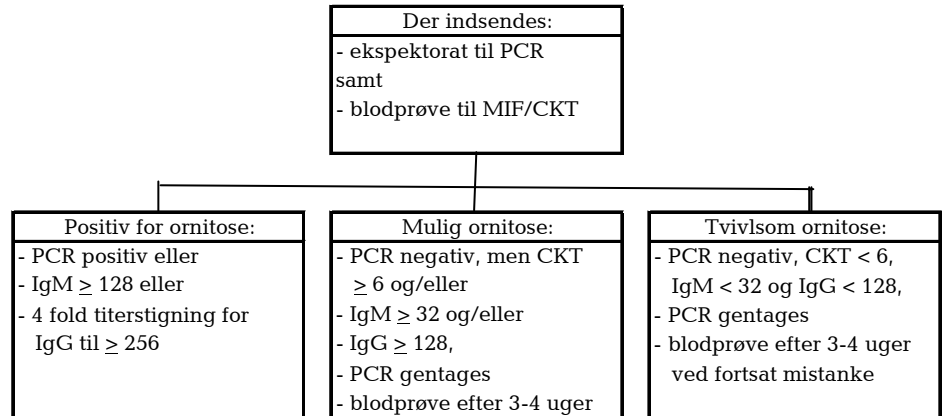 Der indsendes:
- ekspektorat til PCR
samt
- blodprøve til MIF/CKT
Positiv for ornitose:
- PCR positiv eller
- IgM ≥ 128 eller
- 4 fold titerstigning for
IgG til ≥ 256
Mulig ornitose:
- PCR negativ, men CKT
≥ 6 og/eller
- IgM ≥ 32 og/eller
- IgG ≥ 128,
- PCR gentages
- blodprøve efter 3-4 uger
Tvivlsom ornitose:
- PCR negativ, CKT < 6,
IgM < 32 og IgG < 128,
- PCR gentages
- blodprøve efter 3-4 uger
ved fortsat mistanke